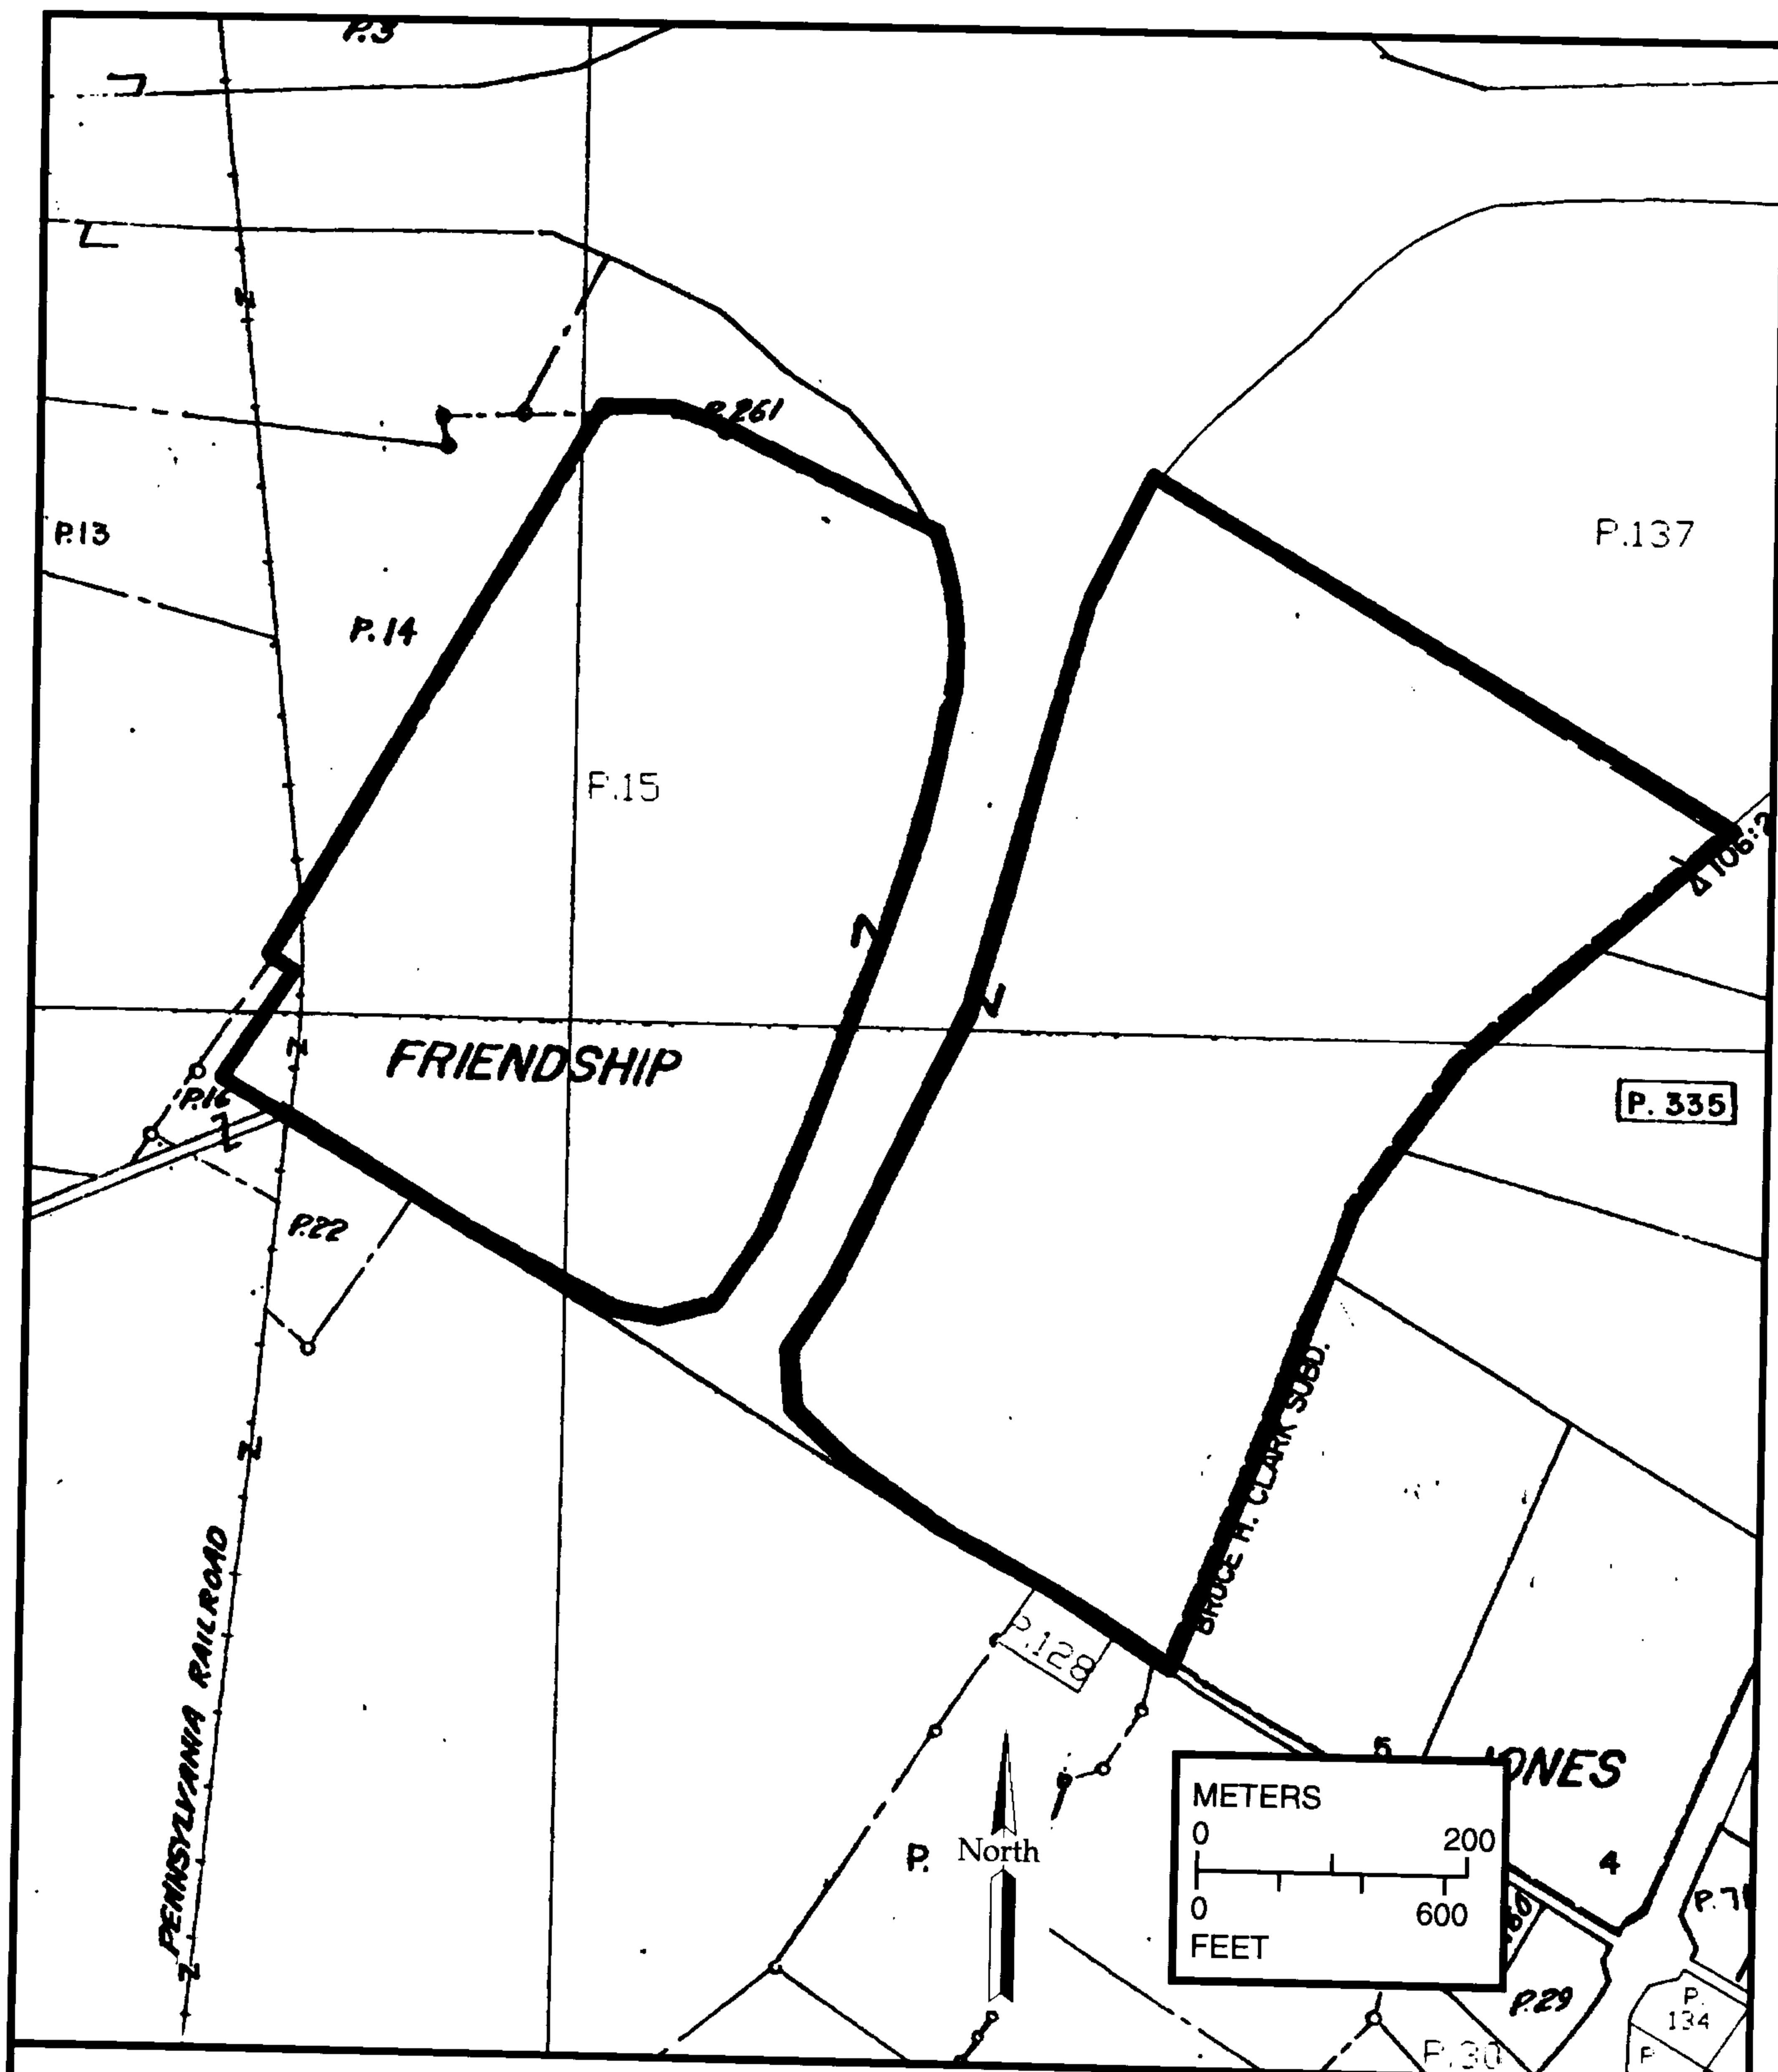 P.3
P.261
P.13
P.137
P.14
P.15
FRIENDSHIP
P. 335
P.16
P.22
BRUCE H. CLARK SUBD.
P.128
PENNSYLVANIA RAILROAD
5
JONES
METERS
0 200
0 600
FEET
P.
North
4
P.29
P.
134
P.30
P